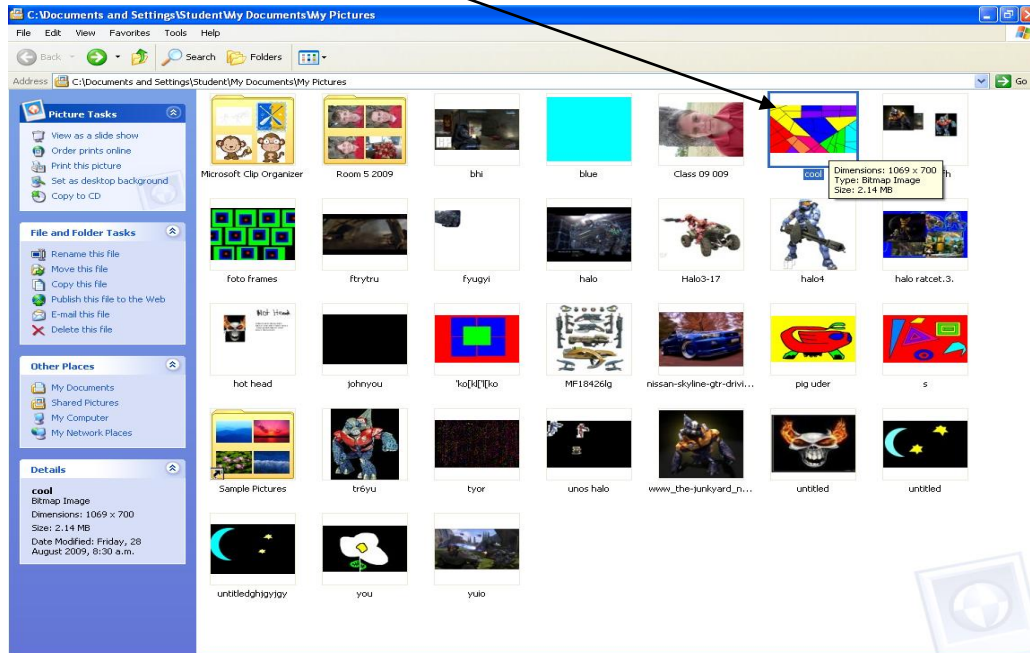 C:\Documents and Settings\Student\My Documents\My Pictures
File Edit View Favorites Tools Help
Back Search Folders
Address C:\Documents and Settings\Student\My Documents\My Pictures Go
Picture Tasks
View as a slide show
Order prints online
Print this picture
Set as desktop background
Copy to CD
File and Folder Tasks
Rename this file
Move this file
Copy this file
Publish this file to the Web
E-mail this file
Delete this file
Other Places
My Documents
Shared Pictures
My Computer
My Network Places
Details
cool
Bitmap Image
Dimensions: 1069 x 700
Size: 2.14 MB
Date Modified: Friday, 28
August 2009, 8:30 a.m.
Microsoft Clip Organizer Room 5 2009 bhi blue Class 09 009 cool
Dimensions: 1069 x 700
Type: Bitmap Image
Size: 2.14 MB
foto frames ftrytru fyugyi halo Halo3-17 halo4 halo ratcet.3.
Hot Head
hot head johnyou 'ko[kl['l[ko MF18426lg nissan-skyline-gtr-drivi... pig uder s
Sample Pictures tr6yu tyor unos halo www_the-junkyard_n... untitled untitled
untitledghjgyjgy you yuio